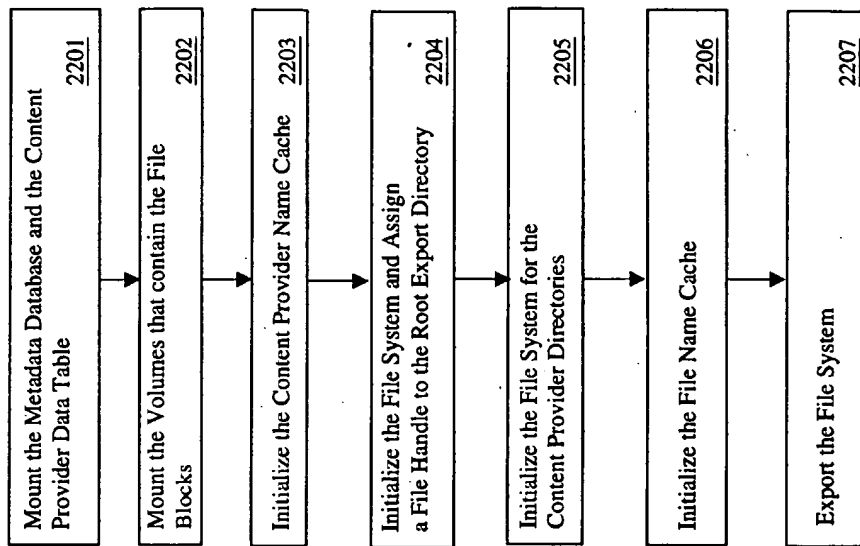 Mount the Metadata Database and the Content
Provider Data Table
2201
Mount the Volumes that contain the File
Blocks
2202
Initialize the Content Provider Name Cache
2203
Initialize the File System and Assign
a File Handle to the Root Export Directory
2204
Initialize the File System for the
Content Provider Directories
2205
Initialize the File Name Cache
2206
Export the File System
2207